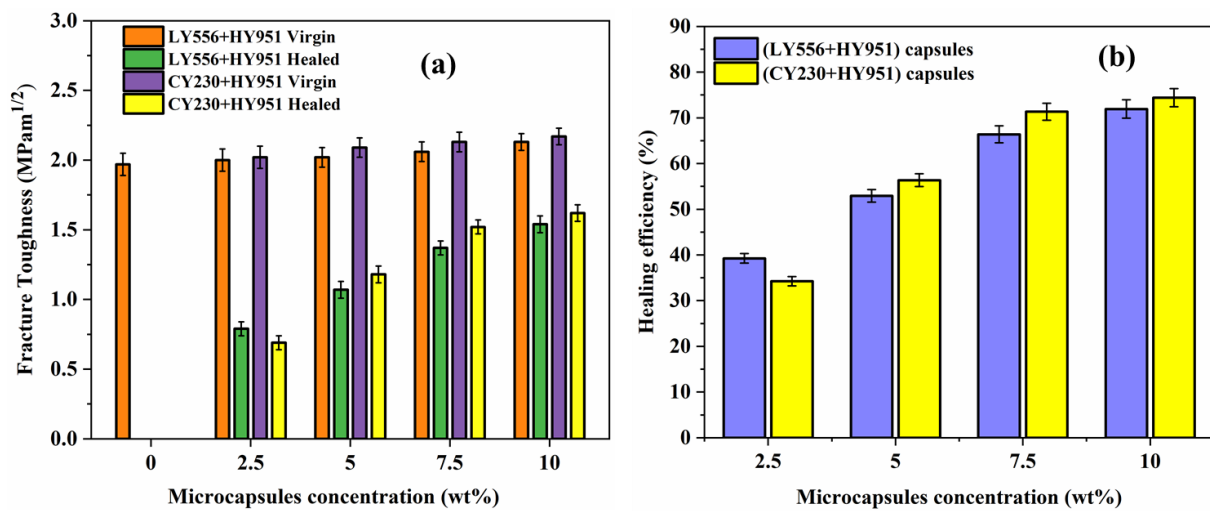 3.0
2.5
2.0
1.5
1.0
0.5
0.0
Fracture Toughness (MPam1/2)
LY556+HY951 Virgin
LY556+HY951 Healed
CY230+HY951 Virgin
CY230+HY951 Healed
(a)
0 2.5 5 7.5 10
Microcapsules concentration (wt%)
90
80
70
60
50
40
30
20
10
0
Healing efficiency (%)
(LY556+HY951) capsules
(CY230+HY951) capsules
(b)
2.5 5 7.5 10
Microcapsules concentration (wt%)